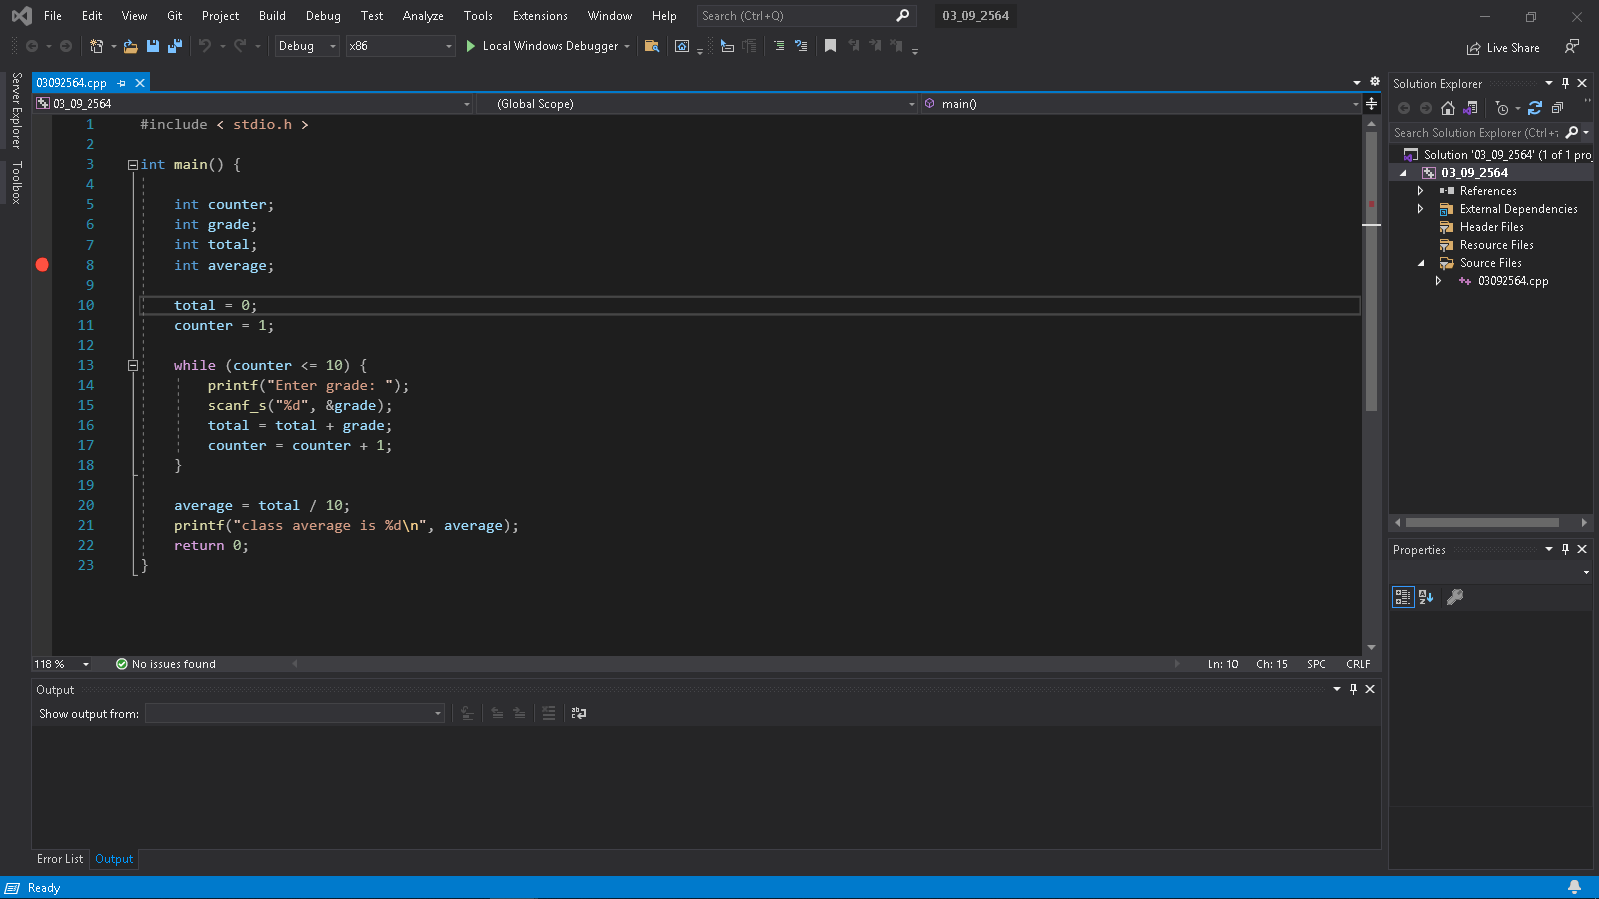 File Edit View Git Project Build Debug Test Analyze Tools Extensions Window Help Search (Ctrl+Q) 03_09_2564
Debug x86 Local Windows Debugger Live Share
Server Explorer
Toolbox
03092564.cpp
03_09_2564 (Global Scope) main()
1 #include < stdio.h >
2
3 int main() {
4
5 int counter;
6 int grade;
7 int total;
8 int average;
9
10 total = 0;
11 counter = 1;
12
13 while (counter <= 10) {
14 printf("Enter grade: ");
15 scanf_s("%d", &grade);
16 total = total + grade;
17 counter = counter + 1;
18 }
19
20 average = total / 10;
21 printf("class average is %d\n", average);
22 return 0;
23 }
118 % No issues found Ln: 10 Ch: 15 SPC CRLF
Output
Show output from:
Error List Output
Ready
Solution Explorer
Search Solution Explorer (Ctrl+
Solution '03_09_2564' (1 of 1 pro
03_09_2564
References
External Dependencies
Header Files
Resource Files
Source Files
03092564.cpp
Properties